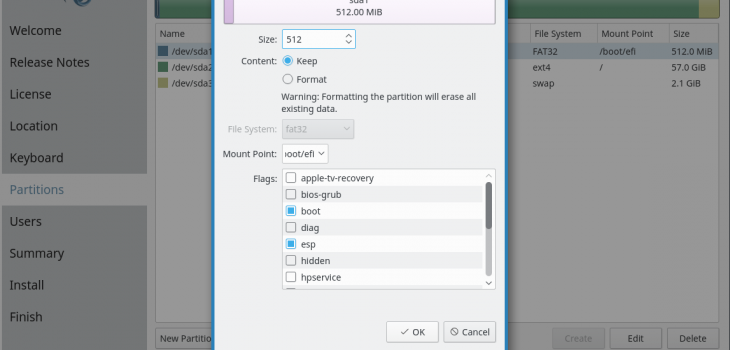 sda1
512.00 MiB
Welcome
Release Notes
License
Location
Keyboard
Partitions
Users
Summary
Install
Finish
Name
File System
Mount Point
Size
/dev/sda1
FAT32
/boot/efi
512.0 MiB
/dev/sda2
ext4
/
57.0 GiB
/dev/sda3
swap
2.1 GiB
Size:
512
Content:
Keep
Format
Warning: Formatting the partition will erase all
existing data.
File System:
fat32
Mount Point:
oot/efi
Flags:
apple-tv-recovery
bios-grub
boot
diag
esp
hidden
hpservice
OK
Cancel
New Partitio
Create
Edit
Delete